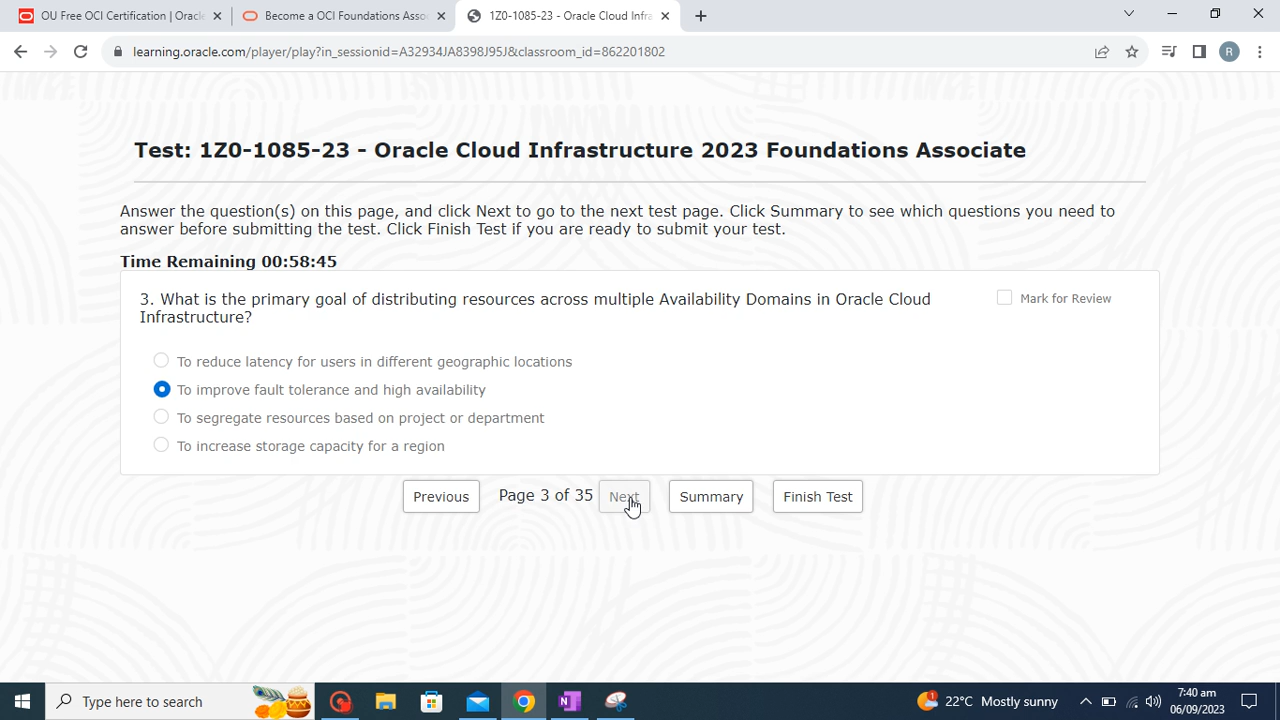 OU Free OCI Certification | Oracle
Become a OCI Foundations Assoc
1Z0-1085-23 - Oracle Cloud Infra
learning.oracle.com/player/play?in_sessionid=A32934JA8398J95J&classroom_id=862201802
R
Test: 1Z0-1085-23 - Oracle Cloud Infrastructure 2023 Foundations Associate
Answer the question(s) on this page, and click Next to go to the next test page. Click Summary to see which questions you need to
answer before submitting the test. Click Finish Test if you are ready to submit your test.
Time Remaining 00:58:45
3. What is the primary goal of distributing resources across multiple Availability Domains in Oracle Cloud
Infrastructure?
Mark for Review
To reduce latency for users in different geographic locations
To improve fault tolerance and high availability
To segregate resources based on project or department
To increase storage capacity for a region
Previous Page 3 of 35 Next Summary Finish Test
Type here to search
1
22°C Mostly sunny
7:40 am
06/09/2023